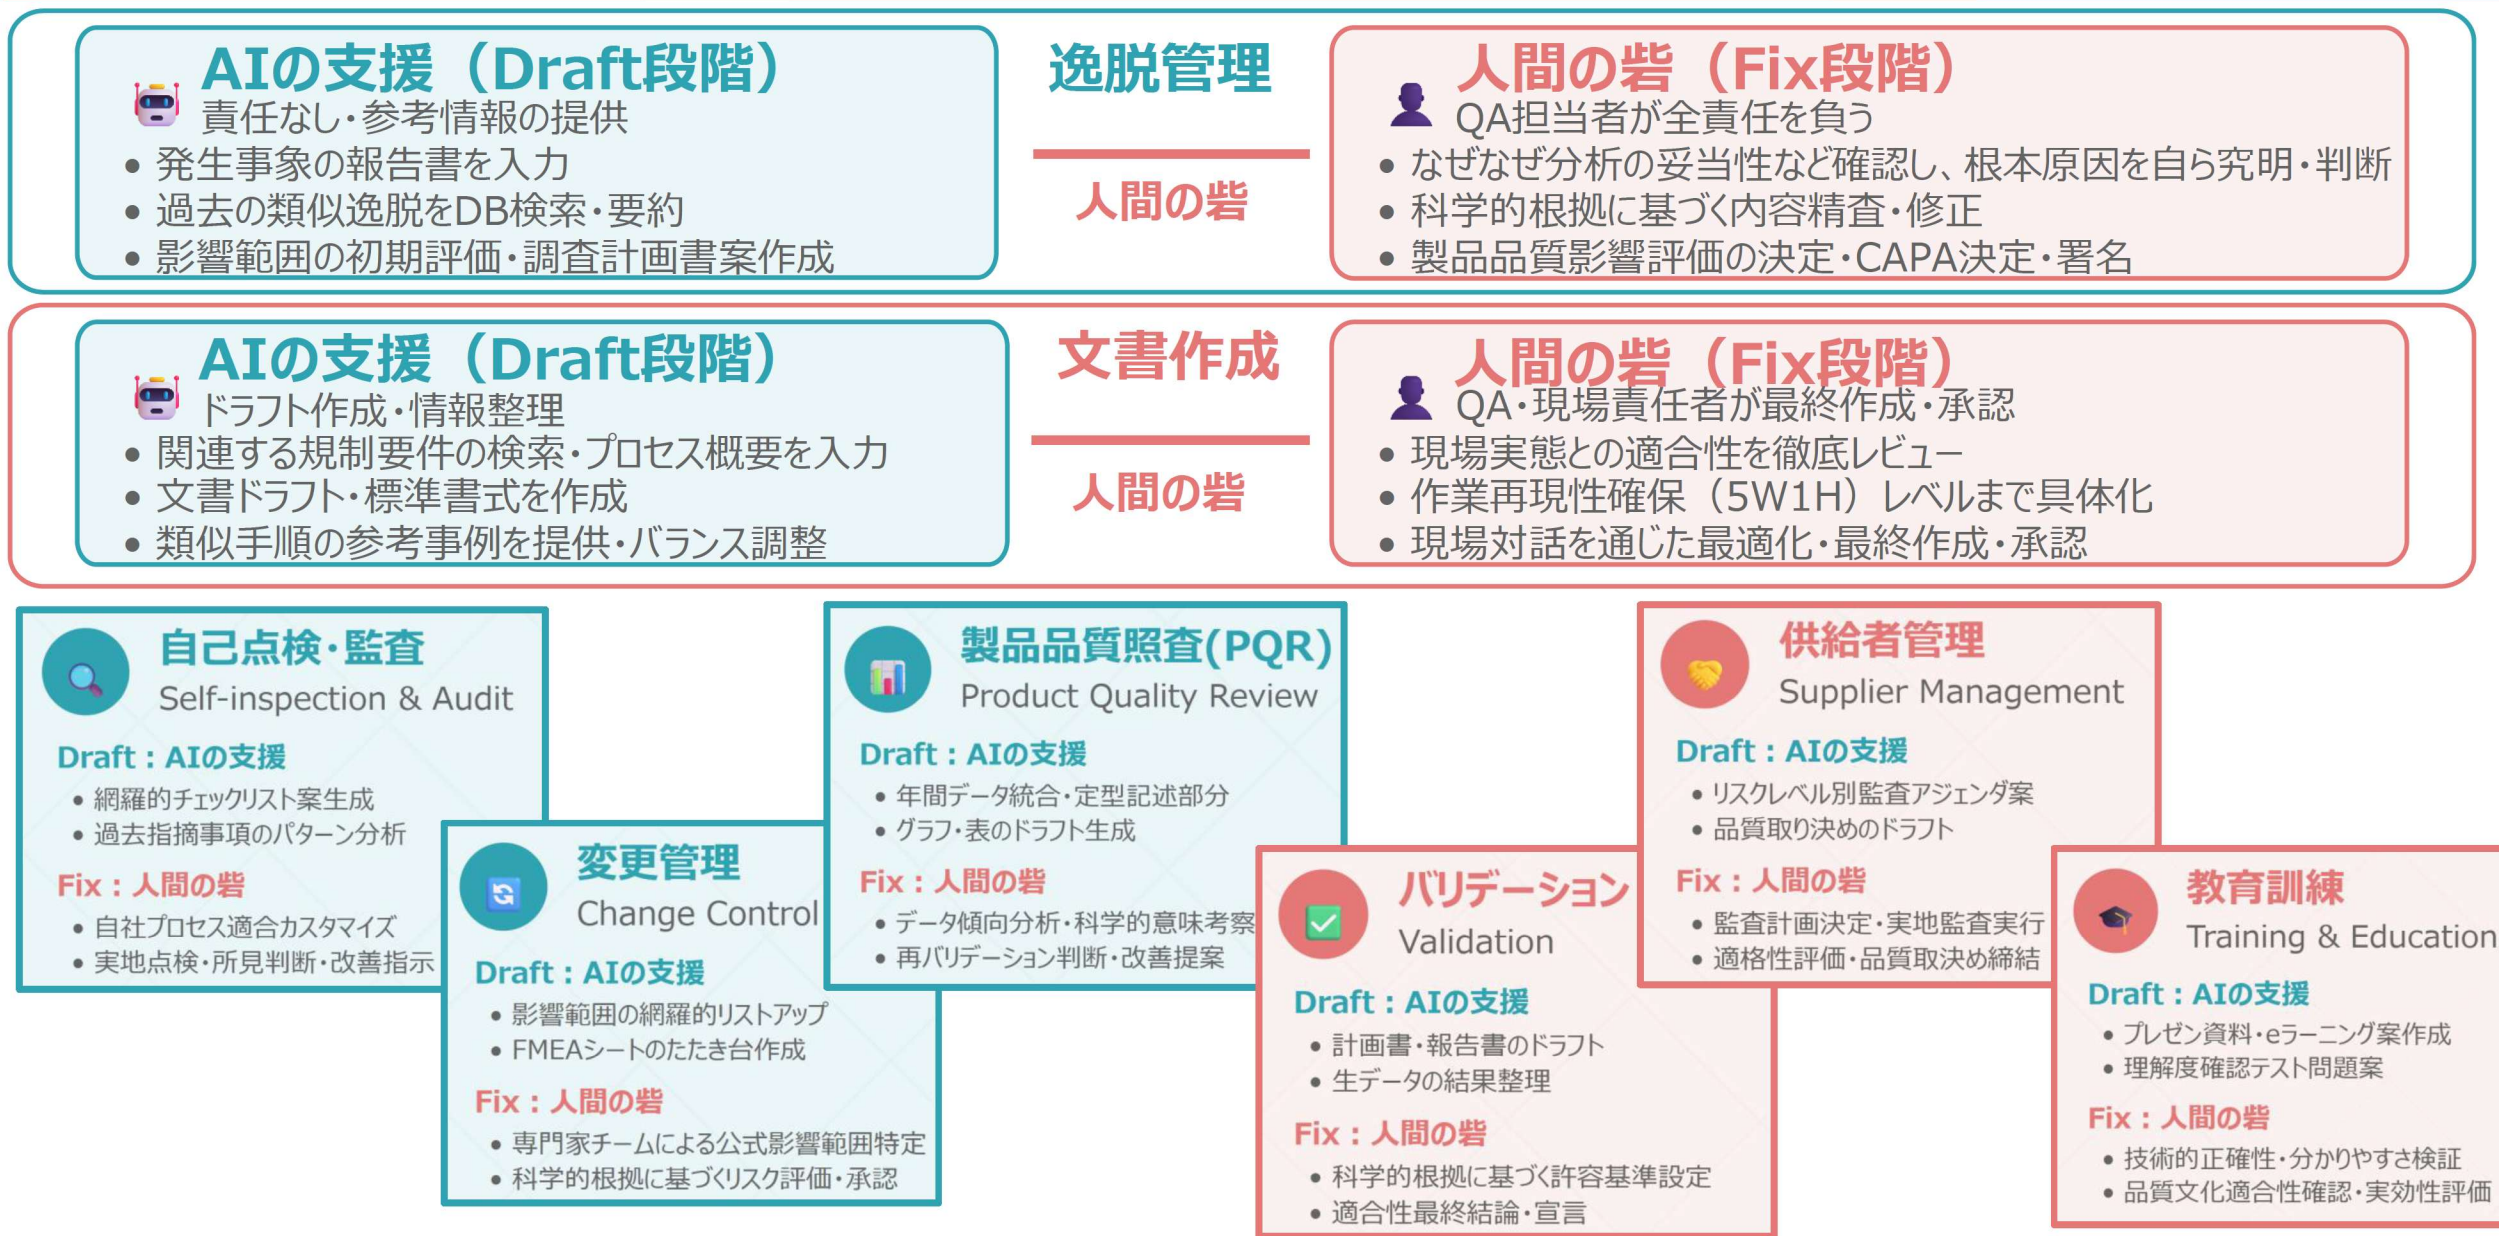 AIの支援（Draft段階）
責任なし・参考情報の提供
• 発生事象の報告書を入力
• 過去の類似逸脱をDB検索・要約
• 影響範囲の初期評価・調査計画書案作成
逸脱管理
人間の砦
人間の砦（Fix段階）
QA担当者が全責任を負う
• なぜなぜ分析の妥当性など確認し、根本原因を自ら究明・判断
• 科学的根拠に基づく内容精査・修正
• 製品品質影響評価の決定・CAPA決定・署名
AIの支援（Draft段階）
ドラフト作成・情報整理
• 関連する規制要件の検索・プロセス概要を入力
• 文書ドラフト・標準書式を作成
• 類似手順の参考事例を提供・バランス調整
文書作成
人間の砦
人間の砦（Fix段階）
QA・現場責任者が最終作成・承認
• 現場実態との適合性を徹底レビュー
• 作業再現性確保（5W1H）レベルまで具体化
• 現場対話を通じた最適化・最終作成・承認
自己点検・監査
Self-inspection & Audit
Draft：AIの支援
• 網羅的チェックリスト案生成
• 過去指摘事項のパターン分析
Fix：人間の砦
• 自社プロセス適合カスタマイズ
• 実地点検・所見判断・改善指示
変更管理
Change Control
Draft：AIの支援
• 影響範囲の網羅的リストアップ
• FMEAシートのたたき台作成
Fix：人間の砦
• 専門家チームによる公式影響範囲特定
• 科学的根拠に基づくリスク評価・承認
製品品質照査(PQR)
Product Quality Review
Draft：AIの支援
• 年間データ統合・定型記述部分
• グラフ・表のドラフト生成
Fix：人間の砦
• データ傾向分析・科学的意味考察
• 再バリデーション判断・改善提案
バリデーション
Validation
Draft：AIの支援
• 計画書・報告書のドラフト
• 生データの結果整理
Fix：人間の砦
• 科学的根拠に基づく許容基準設定
• 適合性最終結論・宣言
供給者管理
Supplier Management
Draft：AIの支援
• リスクレベル別監査アジェンダ案
• 品質取り決めのドラフト
Fix：人間の砦
• 監査計画決定・実地監査実行
• 適格性評価・品質取決め締結
教育訓練
Training & Education
Draft：AIの支援
• プレゼン資料・eラーニング案作成
• 理解度確認テスト問題案
Fix：人間の砦
• 技術的正確性・分かりやすさ検証
• 品質文化適合性確認・実効性評価